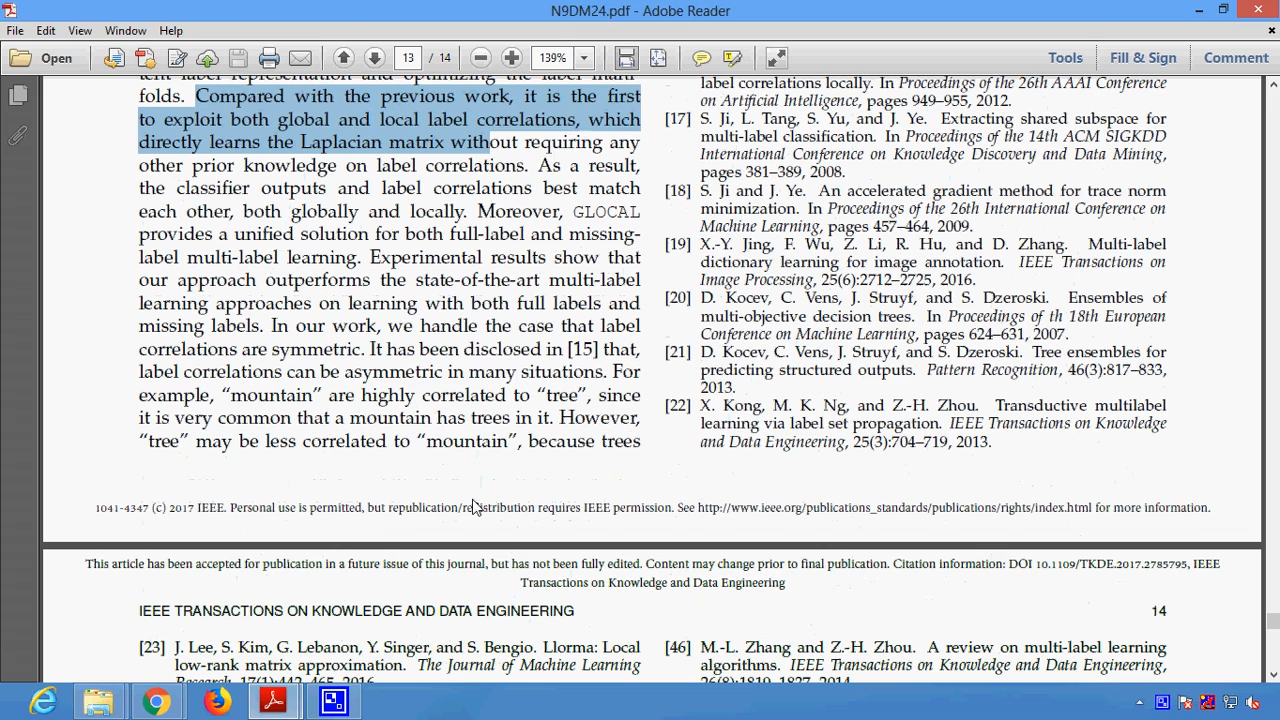 N9DM24.pdf - Adobe Reader
File Edit View Window Help
Open 13 / 14 139% Tools Fill & Sign Comment
tent label representation and optimizing the label mani-
folds. Compared with the previous work, it is the first
to exploit both global and local label correlations, which
directly learns the Laplacian matrix without requiring any
other prior knowledge on label correlations. As a result,
the classifier outputs and label correlations best match
each other, both globally and locally. Moreover, GLOCAL
provides a unified solution for both full-label and missing-
label multi-label learning. Experimental results show that
our approach outperforms the state-of-the-art multi-label
learning approaches on learning with both full labels and
missing labels. In our work, we handle the case that label
correlations are symmetric. It has been disclosed in [15] that,
label correlations can be asymmetric in many situations. For
example, “mountain” are highly correlated to “tree”, since
it is very common that a mountain has trees in it. However,
“tree” may be less correlated to “mountain”, because trees
label correlations locally. In Proceedings of the 26th AAAI Conference
on Artificial Intelligence, pages 949–955, 2012.
[17] S. Ji, L. Tang, S. Yu, and J. Ye. Extracting shared subspace for
multi-label classification. In Proceedings of the 14th ACM SIGKDD
International Conference on Knowledge Discovery and Data Mining,
pages 381–389, 2008.
[18] S. Ji and J. Ye. An accelerated gradient method for trace norm
minimization. In Proceedings of the 26th International Conference on
Machine Learning, pages 457–464, 2009.
[19] X.-Y. Jing, F. Wu, Z. Li, R. Hu, and D. Zhang. Multi-label
dictionary learning for image annotation. IEEE Transactions on
Image Processing, 25(6):2712–2725, 2016.
[20] D. Kocev, C. Vens, J. Struyf, and S. Dzeroski. Ensembles of
multi-objective decision trees. In Proceedings of th 18th European
Conference on Machine Learning, pages 624–631, 2007.
[21] D. Kocev, C. Vens, J. Struyf, and S. Dzeroski. Tree ensembles for
predicting structured outputs. Pattern Recognition, 46(3):817–833,
2013.
[22] X. Kong, M. K. Ng, and Z.-H. Zhou. Transductive multilabel
learning via label set propagation. IEEE Transactions on Knowledge
and Data Engineering, 25(3):704–719, 2013.
1041-4347 (c) 2017 IEEE. Personal use is permitted, but republication/redistribution requires IEEE permission. See http://www.ieee.org/publications_standards/publications/rights/index.html for more information.
This article has been accepted for publication in a future issue of this journal, but has not been fully edited. Content may change prior to final publication. Citation information: DOI 10.1109/TKDE.2017.2785795, IEEE
Transactions on Knowledge and Data Engineering
IEEE TRANSACTIONS ON KNOWLEDGE AND DATA ENGINEERING 14
[23] J. Lee, S. Kim, G. Lebanon, Y. Singer, and S. Bengio. Llorma: Local
low-rank matrix approximation. The Journal of Machine Learning
Research, 17(1):442–465, 2016.
[46] M.-L. Zhang and Z.-H. Zhou. A review on multi-label learning
algorithms. IEEE Transactions on Knowledge and Data Engineering,
26(8):1819–1837, 2014.